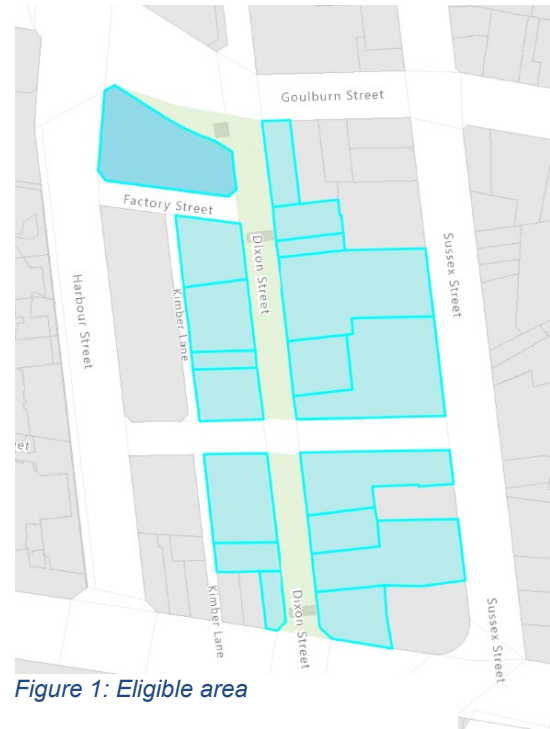 Goulburn Street
Factory Street
Dixon Street
Sussex Street
Harbour Street
Kimber Lane
et
Kimber Lane
Dixon Street
Sussex Street
Figure 1: Eligible area